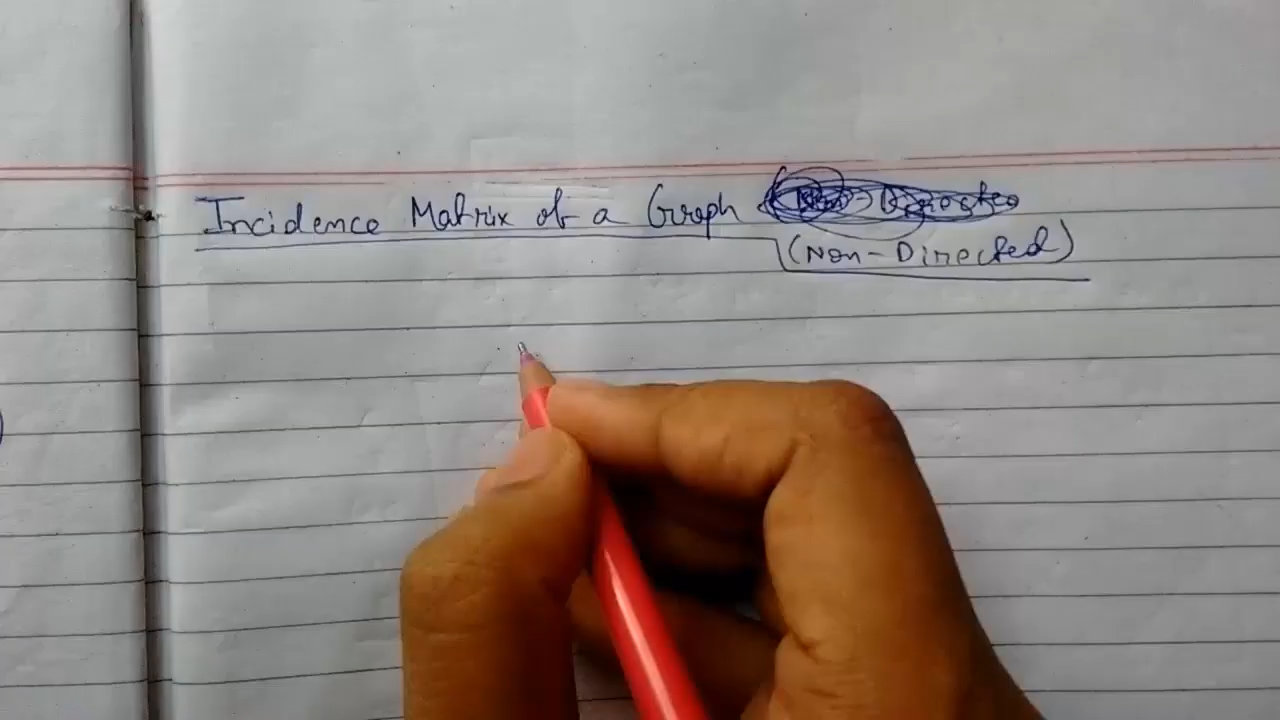 Incidence Matrix of a Graph
(Non-Directed)